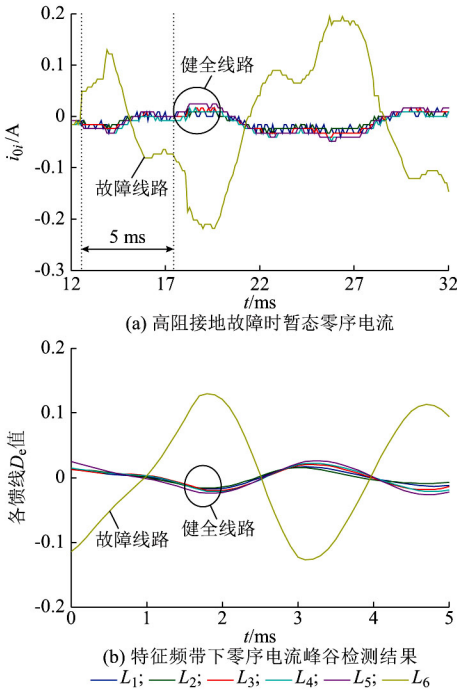 0.2
0.1
0
-0.1
-0.2
-0.3
i0i/A
健全线路
故障线路
5 ms
12 17 22 27 32
t/ms
(a) 高阻接地故障时暂态零序电流
0.2
0.1
0
-0.1
-0.2
各馈线De值
故障线路
健全线路
0 1 2 3 4 5
t/ms
(b) 特征频带下零序电流峰谷检测结果
L1; L2; L3; L4; L5; L6